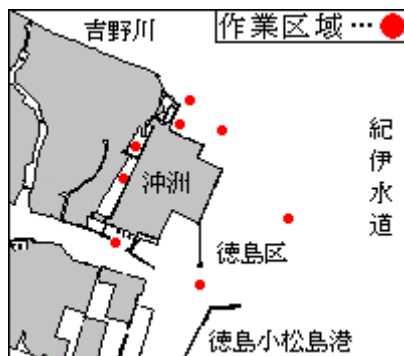 吉野川
作業区域…
紀伊水道
沖洲
徳島区
徳島小松島港